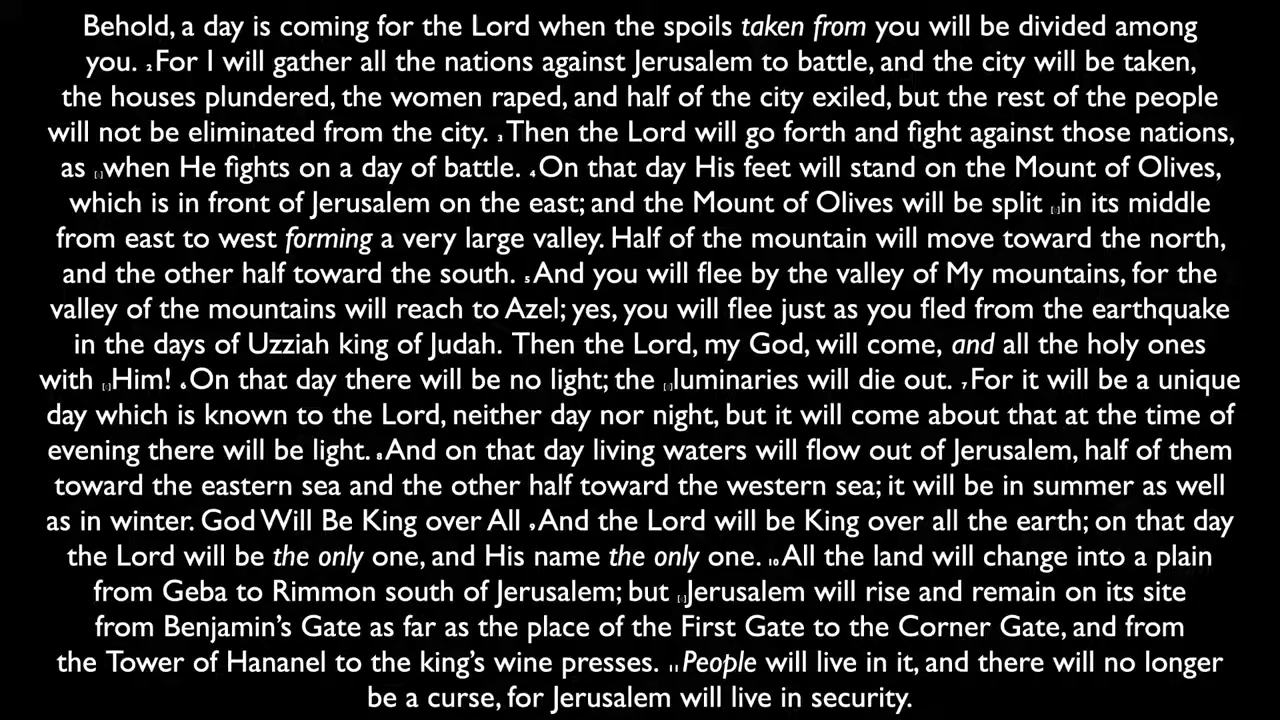 Behold, a day is coming for the Lord when the spoils taken from you will be divided among
you. 2 For I will gather all the nations against Jerusalem to battle, and the city will be taken,
the houses plundered, the women raped, and half of the city exiled, but the rest of the people
will not be eliminated from the city. 3 Then the Lord will go forth and fight against those nations,
as [ ]when He fights on a day of battle. 4 On that day His feet will stand on the Mount of Olives,
which is in front of Jerusalem on the east; and the Mount of Olives will be split [ ]in its middle
from east to west forming a very large valley. Half of the mountain will move toward the north,
and the other half toward the south. 5 And you will flee by the valley of My mountains, for the
valley of the mountains will reach to Azel; yes, you will flee just as you fled from the earthquake
in the days of Uzziah king of Judah. Then the Lord, my God, will come, and all the holy ones
with [ ]Him! 6 On that day there will be no light; the [ ]luminaries will die out. 7 For it will be a unique
day which is known to the Lord, neither day nor night, but it will come about that at the time of
evening there will be light. 8 And on that day living waters will flow out of Jerusalem, half of them
toward the eastern sea and the other half toward the western sea; it will be in summer as well
as in winter. God Will Be King over All 9 And the Lord will be King over all the earth; on that day
the Lord will be the only one, and His name the only one. 10 All the land will change into a plain
from Geba to Rimmon south of Jerusalem; but [ ]Jerusalem will rise and remain on its site
from Benjamin’s Gate as far as the place of the First Gate to the Corner Gate, and from
the Tower of Hananel to the king’s wine presses. 11 People will live in it, and there will no longer
be a curse, for Jerusalem will live in security.